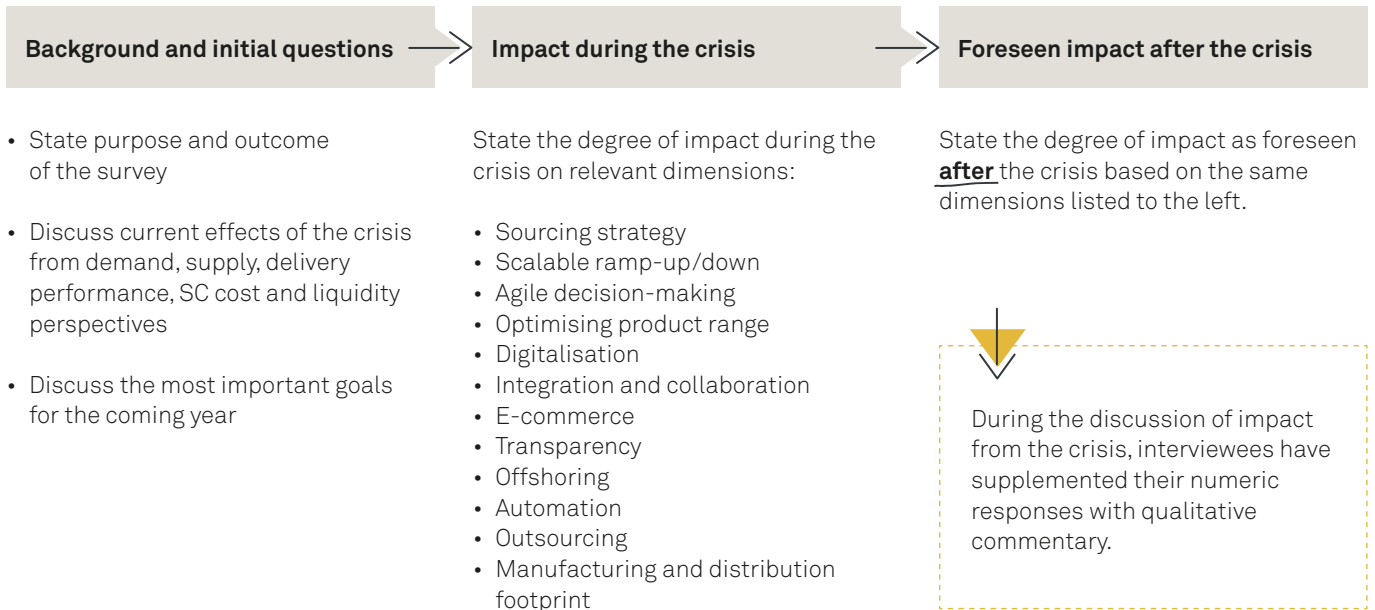 Background and initial questions
• State purpose and outcome
of the survey
• Discuss current effects of the crisis
from demand, supply, delivery
performance, SC cost and liquidity
perspectives
• Discuss the most important goals
for the coming year
Impact during the crisis
State the degree of impact during the
crisis on relevant dimensions:
• Sourcing strategy
• Scalable ramp-up/down
• Agile decision-making
• Optimising product range
• Digitalisation
• Integration and collaboration
• E-commerce
• Transparency
• Offshoring
• Automation
• Outsourcing
• Manufacturing and distribution
footprint
Foreseen impact after the crisis
State the degree of impact as foreseen
after the crisis based on the same
dimensions listed to the left.
During the discussion of impact
from the crisis, interviewees have
supplemented their numeric
responses with qualitative
commentary.